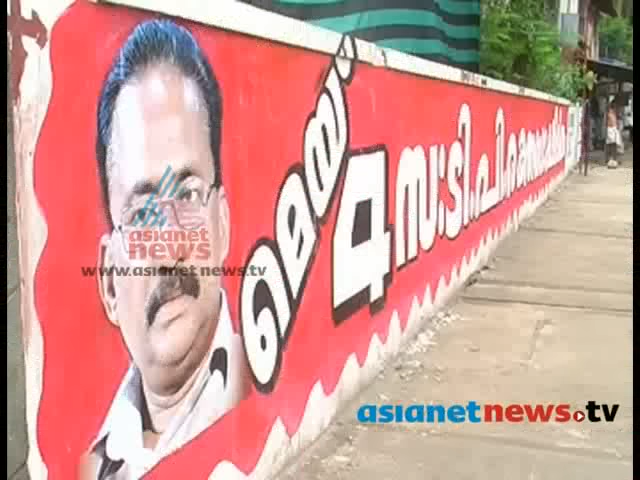 മെയ്
4
സ:ടി.പി.
asianet
news
www.asianetnews.tv
asianetnews.tv